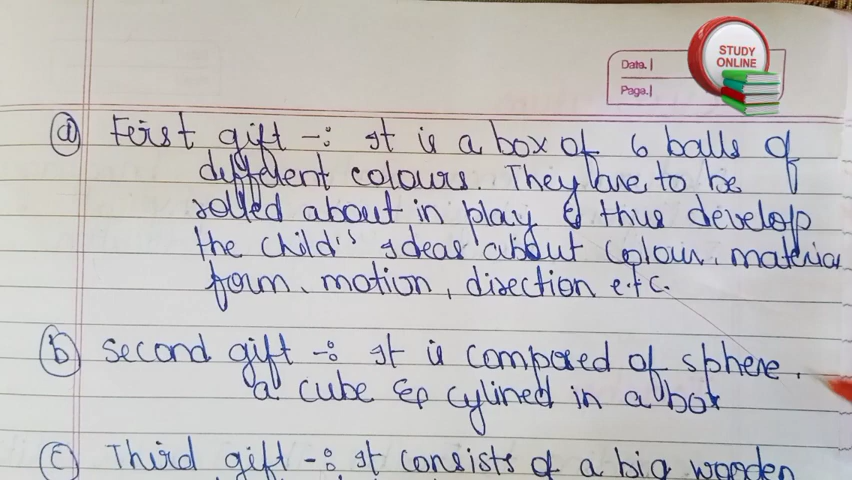 STUDY
ONLINE
Date. |
Page. |
(a) First gift -: It is a box of 6 balls of
different colours. They are to be
rolled about in play & thus develop
the child's Ideas about colour, material
form, motion, direction e.t.c.
(b) Second gift -: It is composed of sphere,
a cube & cylined in a box
(c) Third gift -: It consists of a big wooden